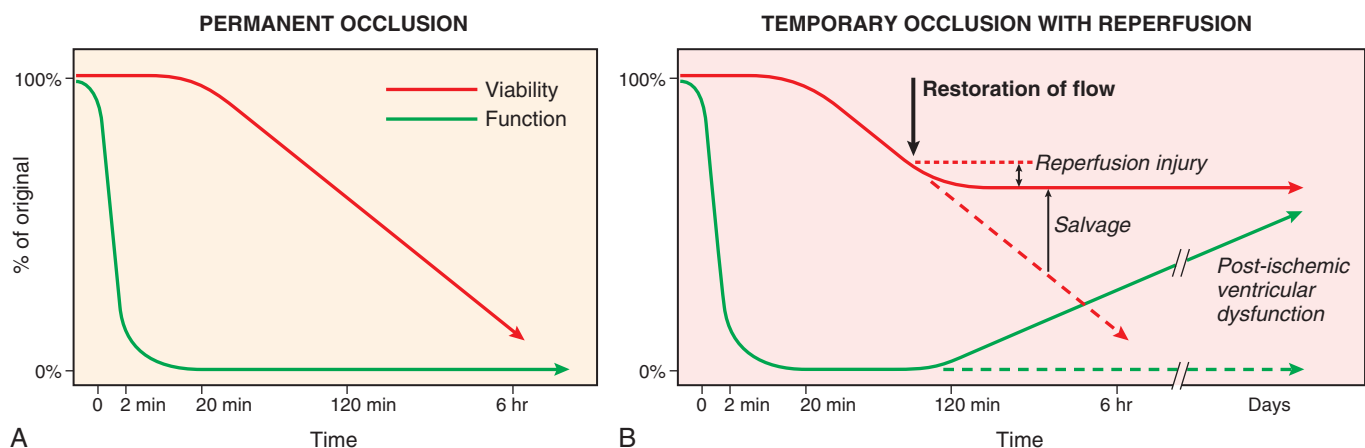 PERMANENT OCCLUSION
100%
Viability
Function
% of original
0%
0 2 min 20 min 120 min 6 hr
A Time
TEMPORARY OCCLUSION WITH REPERFUSION
100%
Restoration of flow
Reperfusion injury
Salvage
Post-ischemic
ventricular
dysfunction
0%
0 2 min 20 min 120 min 6 hr Days
B Time